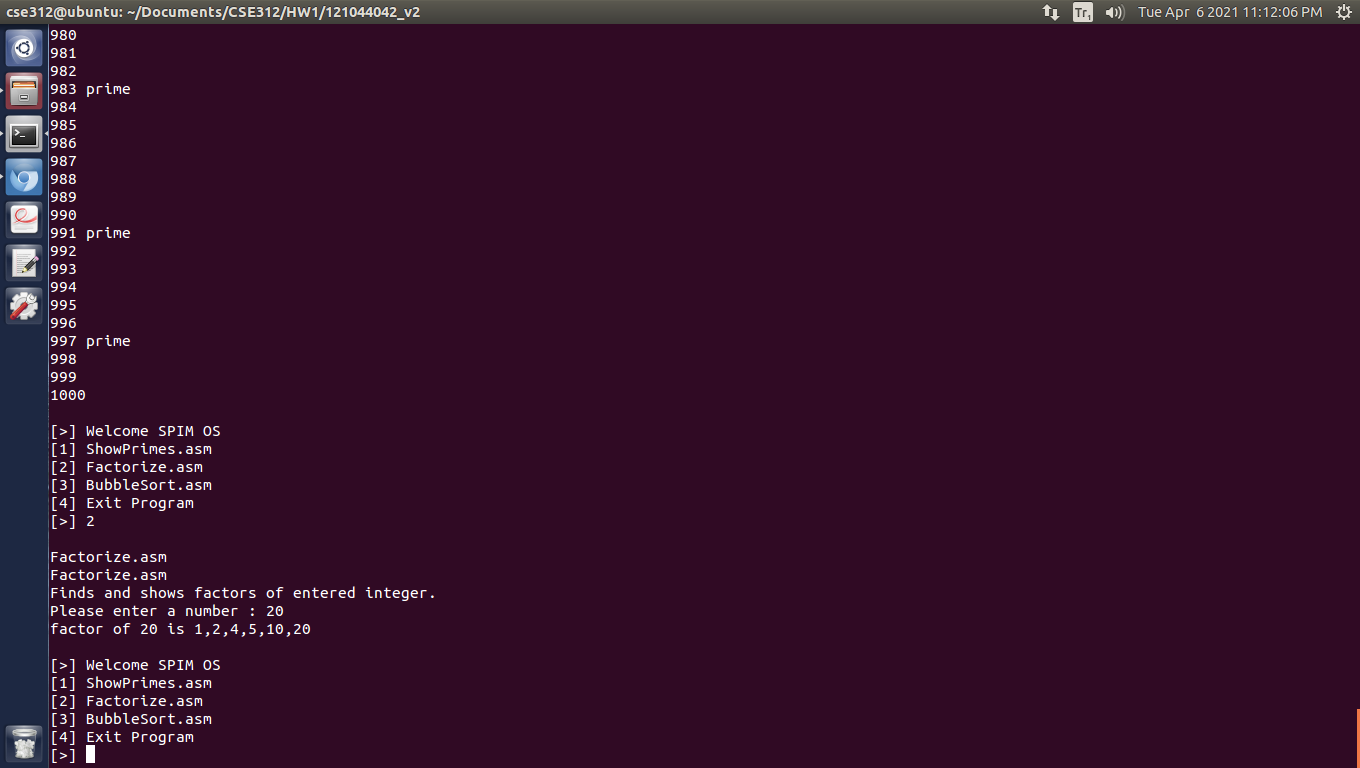 cse312@ubuntu: ~/Documents/CSE312/HW1/121044042_v2
Tr1
Tue Apr 6 2021 11:12:06 PM
980
981
982
983 prime
984
985
986
987
988
989
990
991 prime
992
993
994
995
996
997 prime
998
999
1000
[>] Welcome SPIM OS
[1] ShowPrimes.asm
[2] Factorize.asm
[3] BubbleSort.asm
[4] Exit Program
[>] 2
Factorize.asm
Factorize.asm
Finds and shows factors of entered integer.
Please enter a number : 20
factor of 20 is 1,2,4,5,10,20
[>] Welcome SPIM OS
[1] ShowPrimes.asm
[2] Factorize.asm
[3] BubbleSort.asm
[4] Exit Program
[>]